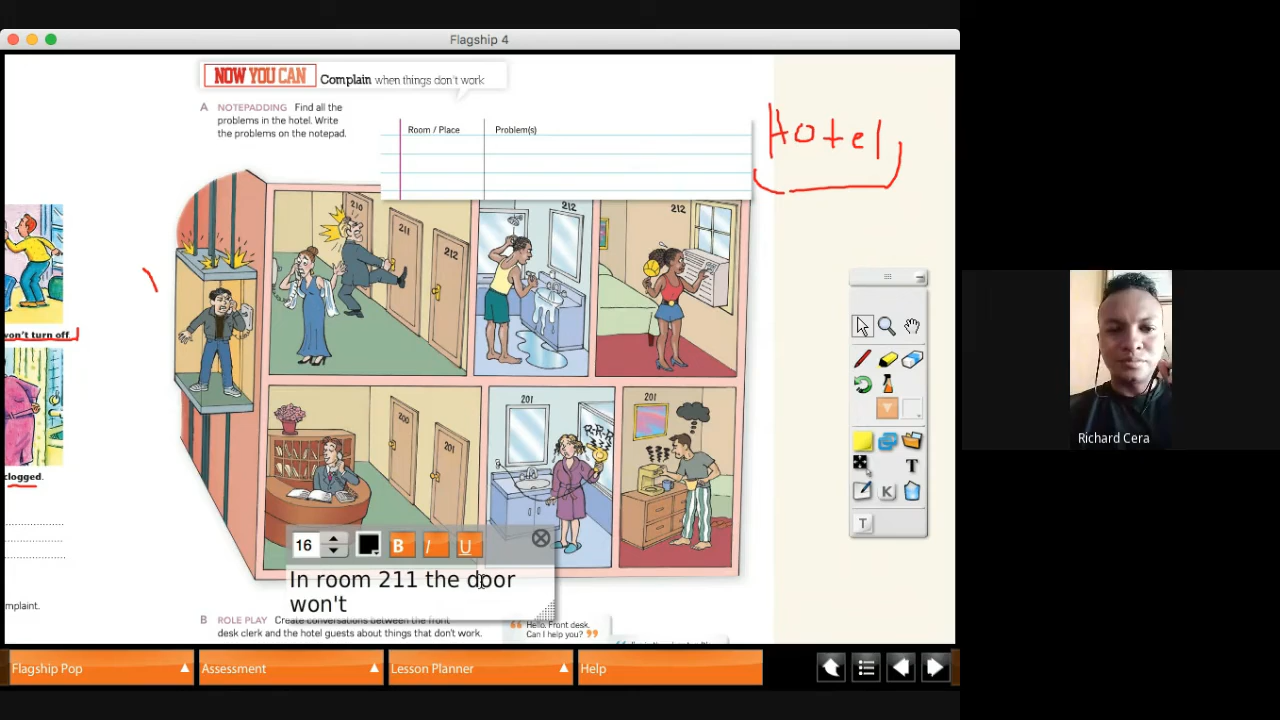 Flagship 4
NOW YOU CAN Complain when things don't work
A NOTEPADDING Find all the
problems in the hotel. Write
the problems on the notepad.
Room / Place Problem(s)
Hotel
210
211
212
212
212
won't turn off.
clogged.
200
201
201
R-R-R
R-R-R
201
16 B I U
In room 211 the door
won't
mplaint.
B ROLE PLAY Create conversations between the front
desk clerk and the hotel guests about things that don't work.
Hello. Front desk.
Can I help you?
T
K
T
Richard Cera
Flagship Pop Assessment Lesson Planner Help